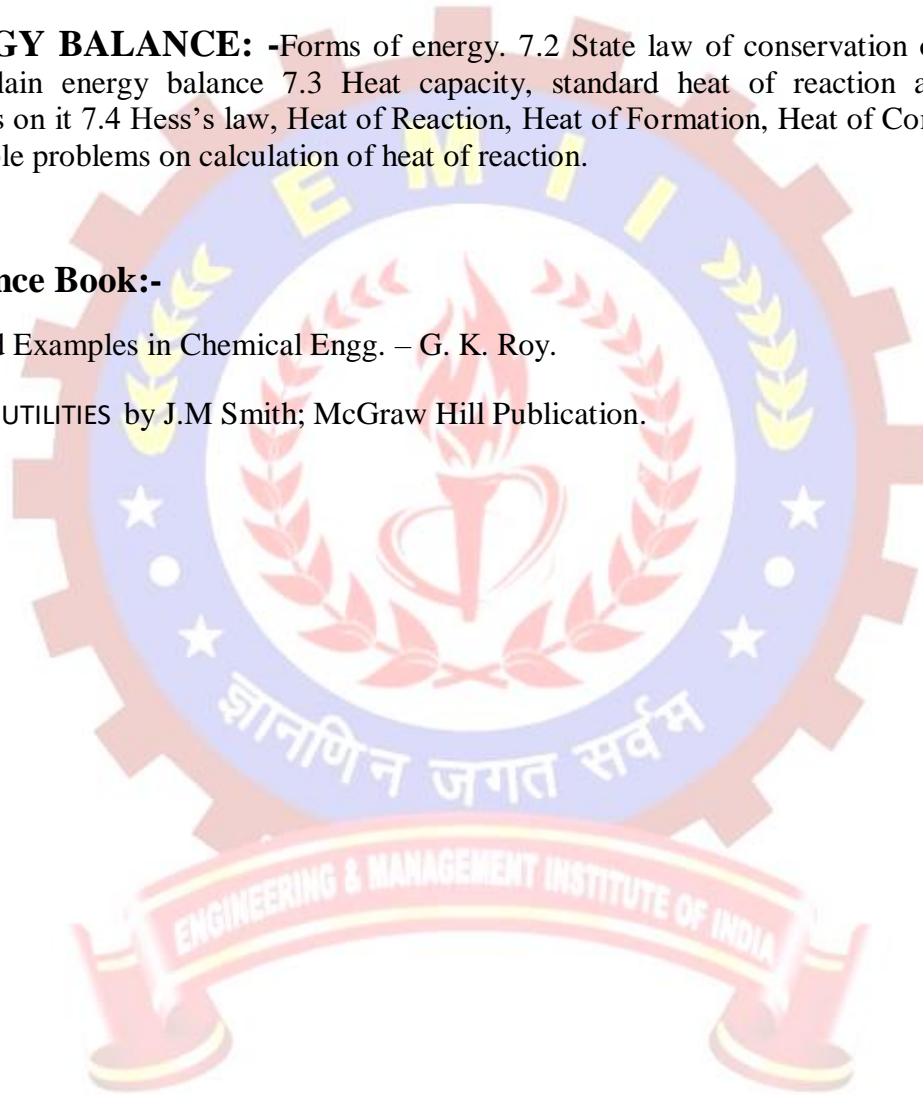 GY BALANCE: -Forms of energy. 7.2 State law of conservation
lain energy balance 7.3 Heat capacity, standard heat of reaction a
s on it 7.4 Hess’s law, Heat of Reaction, Heat of Formation, Heat of Co
le problems on calculation of heat of reaction.
E M I I
nce Book:-
d Examples in Chemical Engg. – G. K. Roy.
UTILITIES by J.M Smith; McGraw Hill Publication.
ज्ञानणिन जगत सर्वम
ENGINEERING & MANAGEMENT INSTITUTE OF INDIA